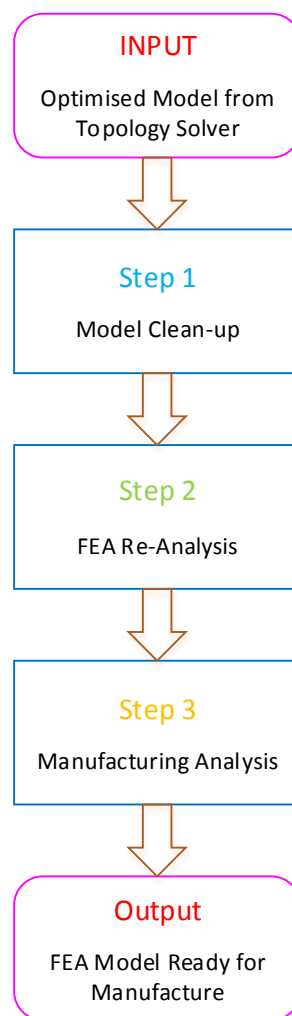 INPUT
Optimised Model from
Topology Solver
Step 1
Model Clean-up
Step 2
FEA Re-Analysis
Step 3
Manufacturing Analysis
Output
FEA Model Ready for
Manufacture